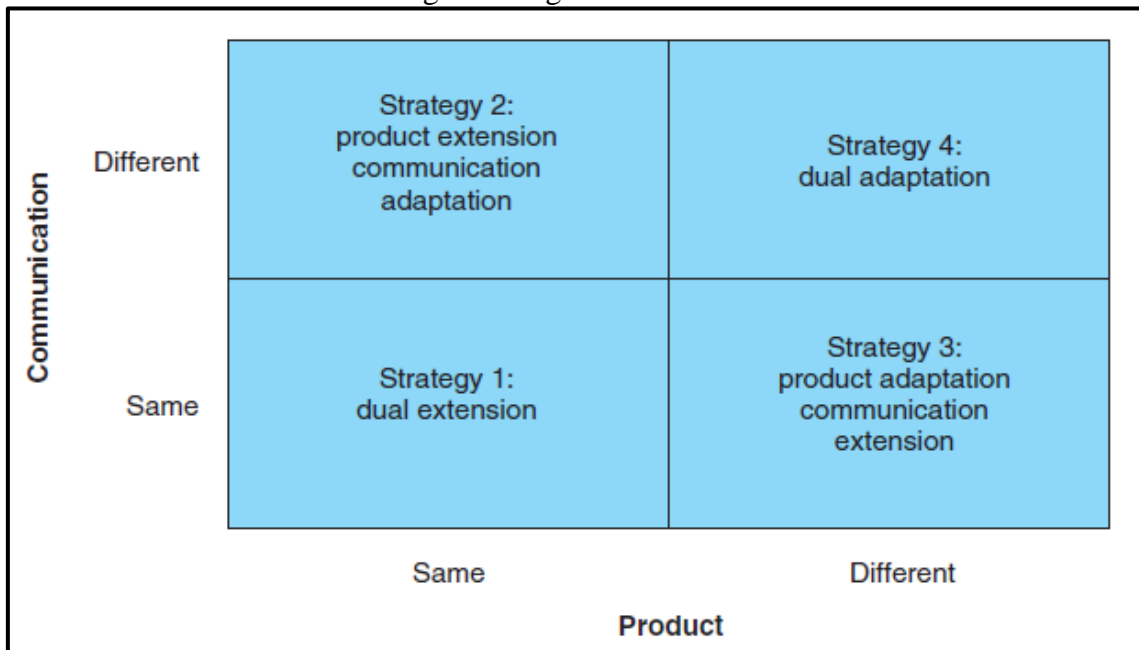 Strategy 2:
product extension
communication
adaptation
Strategy 4:
dual adaptation
Different
Communication
Strategy 1:
dual extension
Strategy 3:
product adaptation
communication
extension
Same
Same
Different
Product